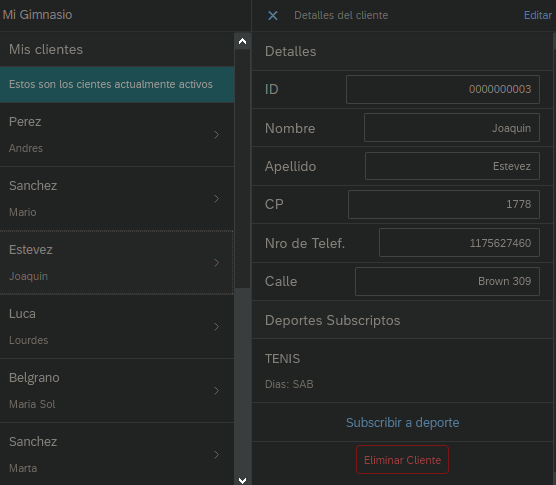 Mi Gimnasio
Mis clientes
Estos son los cientes actualmente activos
Perez
Andres
Sanchez
Mario
Estevez
Joaquin
Luca
Lourdes
Belgrano
Maria Sol
Sanchez
Marta
Detalles del cliente
Editar
Detalles
ID 0000000003
Nombre Joaquin
Apellido Estevez
CP 1778
Nro de Telef. 1175627460
Calle Brown 309
Deportes Subscriptos
TENIS
Dias: SAB
Subscribir a deporte
Eliminar Cliente